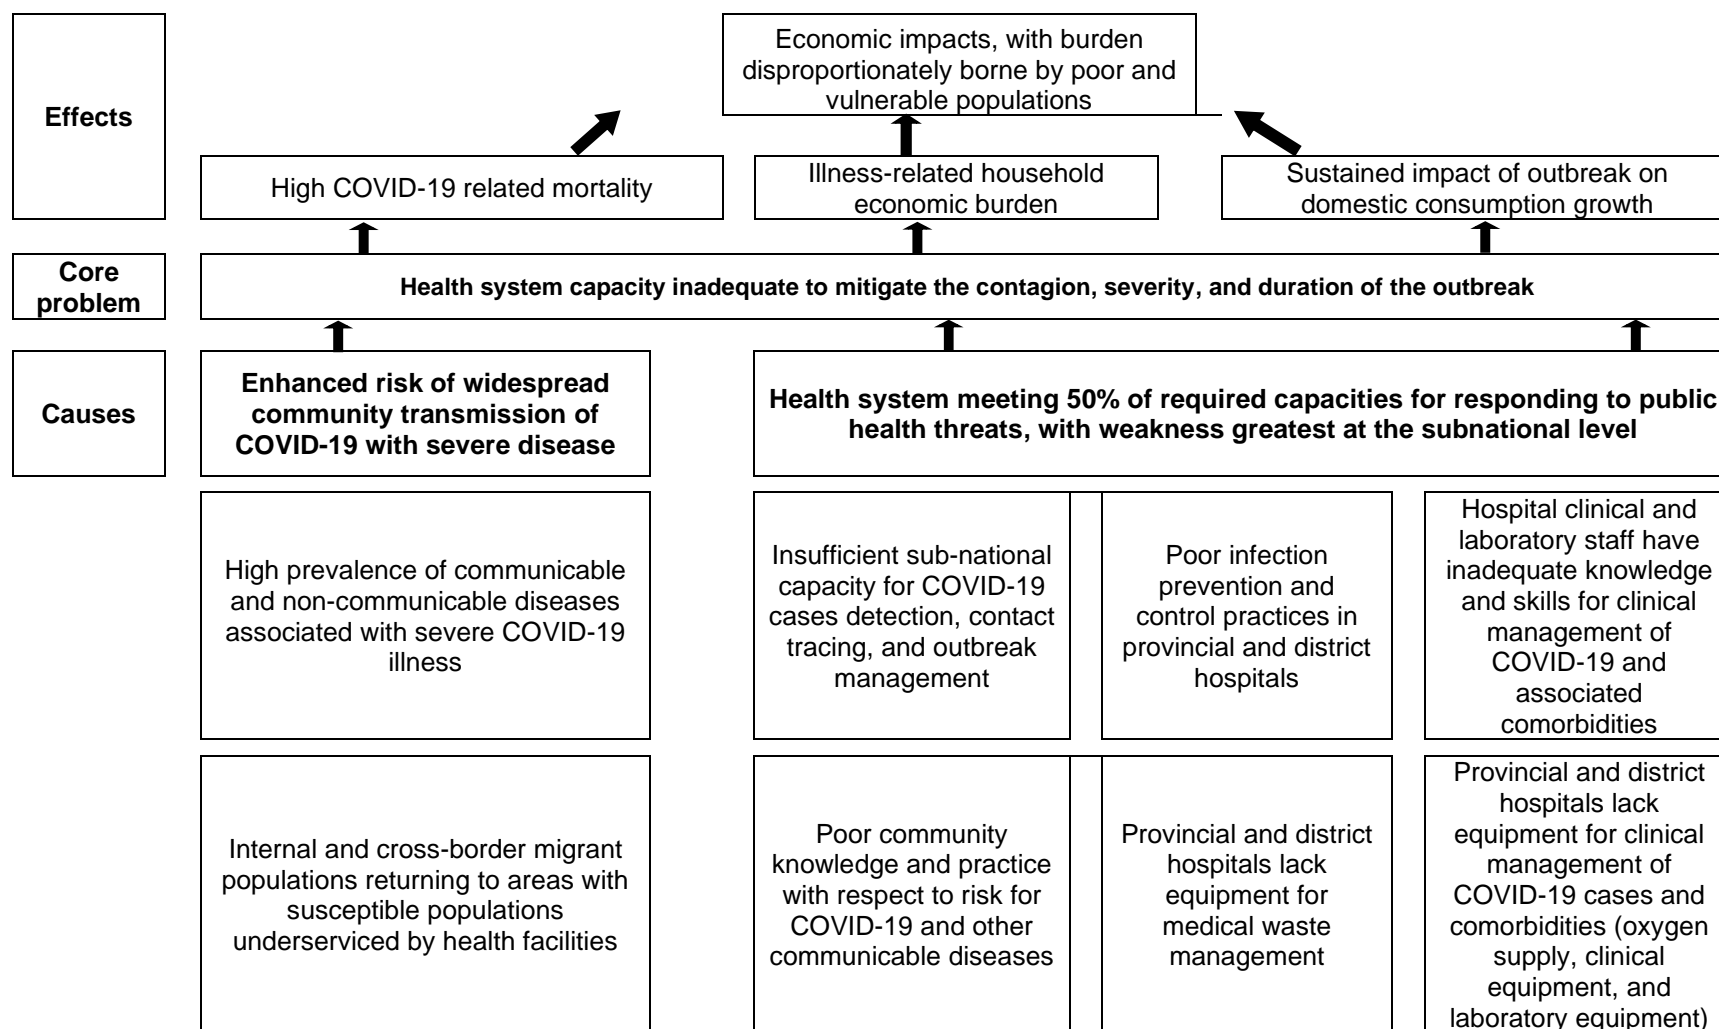 Effects
Economic impacts, with burden
disproportionately borne by poor and
vulnerable populations
High COVID-19 related mortality
Illness-related household
economic burden
Sustained impact of outbreak on
domestic consumption growth
Core
problem
Health system capacity inadequate to mitigate the contagion, severity, and duration of the outbreak
Causes
Enhanced risk of widespread
community transmission of
COVID-19 with severe disease
Health system meeting 50% of required capacities for responding to public
health threats, with weakness greatest at the subnational level
High prevalence of communicable
and non-communicable diseases
associated with severe COVID-19
illness
Insufficient sub-national
capacity for COVID-19
cases detection, contact
tracing, and outbreak
management
Poor infection
prevention and
control practices in
provincial and district
hospitals
Hospital clinical and
laboratory staff have
inadequate knowledge
and skills for clinical
management of
COVID-19 and
associated
comorbidities
Internal and cross-border migrant
populations returning to areas with
susceptible populations
underserviced by health facilities
Poor community
knowledge and practice
with respect to risk for
COVID-19 and other
communicable diseases
Provincial and district
hospitals lack
equipment for
medical waste
management
Provincial and district
hospitals lack
equipment for clinical
management of
COVID-19 cases and
comorbidities (oxygen
supply, clinical
equipment, and
laboratory equipment)